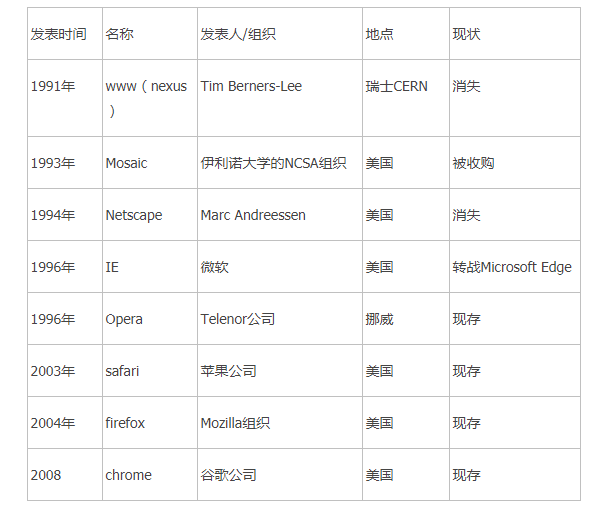 发表时间 名称 发表人/组织 地点 现状
1991年 www（nexus Tim Berners-Lee 瑞士CERN 消失
）
1993年 Mosaic 伊利诺大学的NCSA组织 美国 被收购
1994年 Netscape Marc Andreessen 美国 消失
1996年 IE 微软 美国 转战Microsoft Edge
1996年 Opera Telenor公司 挪威 现存
2003年 safari 苹果公司 美国 现存
2004年 firefox Mozilla组织 美国 现存
2008 chrome 谷歌公司 美国 现存